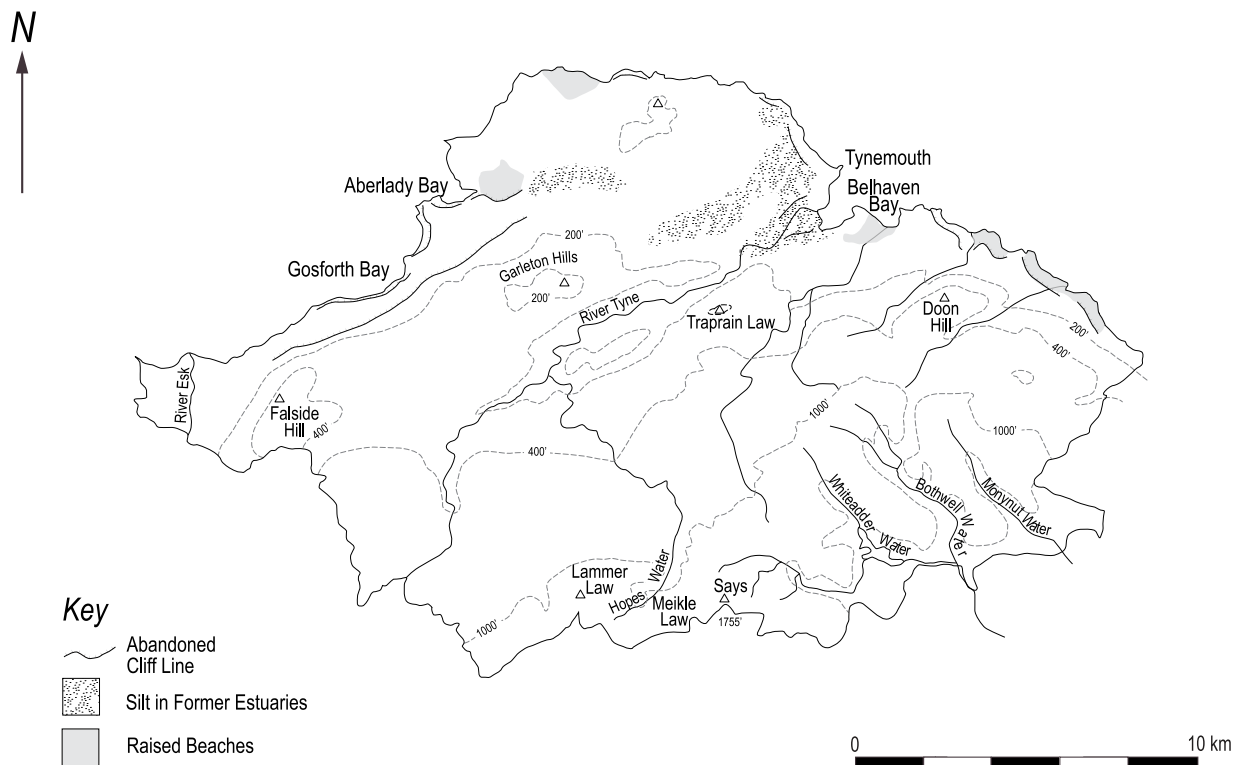 N
Tynemouth
Aberlady Bay
Belhaven
Bay
200'
Garleton Hills
Gosforth Bay
200'
River Tyne
Traprain Law
Doon
Hill
200'
400'
River Esk
Falside
Hill
400'
1000'
1000'
400'
Whiteadder Water
Bothwell Water
Monynut Water
Lammer
Law
Hopes Water
Says
Meikle
Law
1755'
1000'
Key
Abandoned
Cliff Line
Silt in Former Estuaries
Raised Beaches
0
10 km